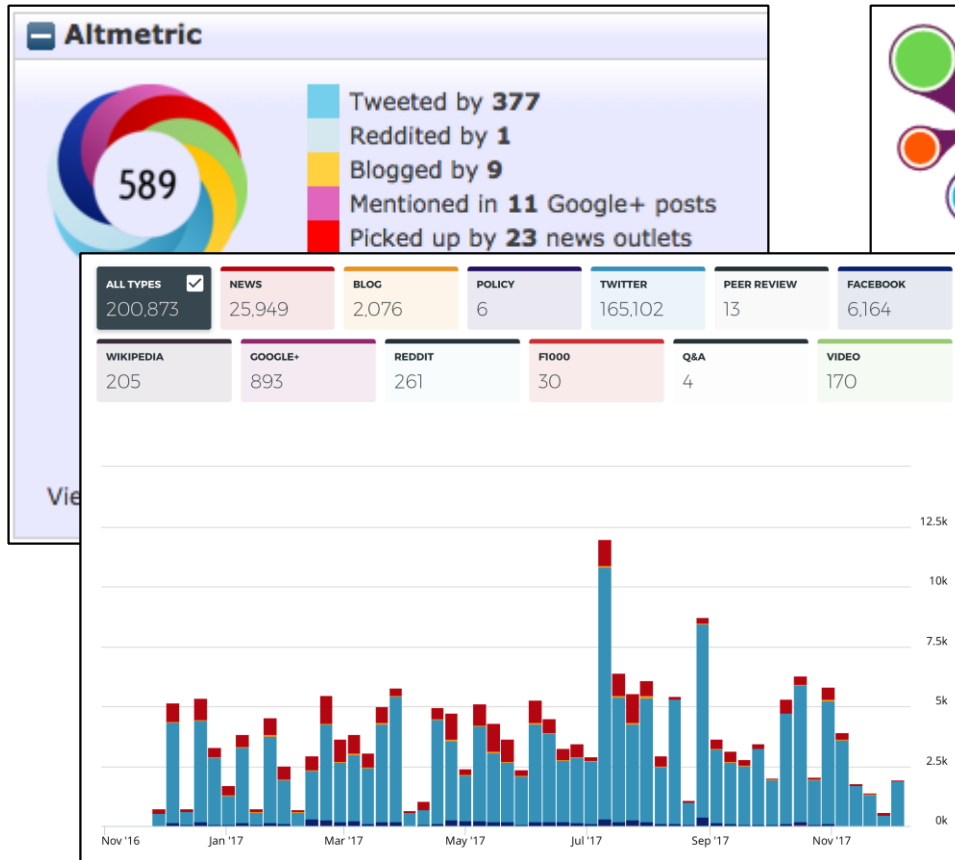 Altmetric
589
Tweeted by 377
Reddited by 1
Blogged by 9
Mentioned in 11 Google+ posts
Picked up by 23 news outlets
Vie
ALL TYPES NEWS BLOG POLICY TWITTER PEER REVIEW FACEBOOK
200,873 25,949 2,076 6 165,102 13 6,164
WIKIPEDIA GOOGLE+ REDDIT F1000 Q&A VIDEO
205 893 261 30 4 170
12.5k
10k
7.5k
5k
2.5k
0k
Nov '16 Jan '17 Mar '17 May '17 Jul '17 Sep '17 Nov '17